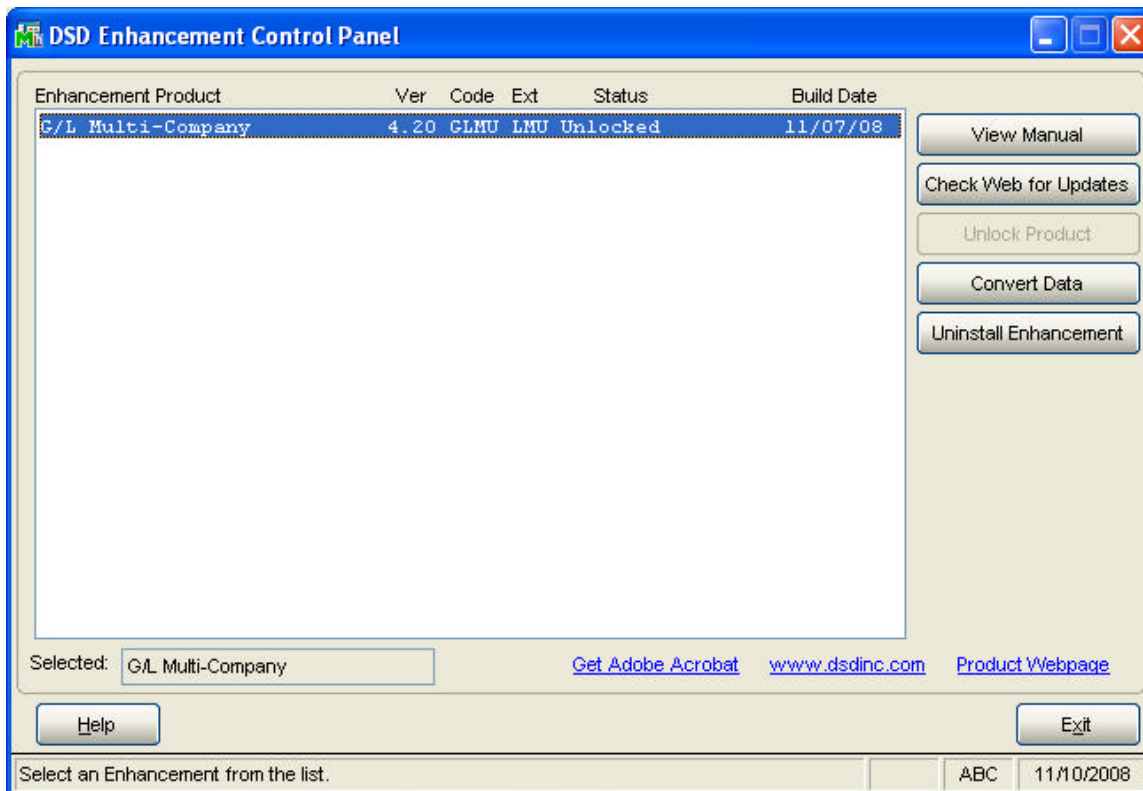 DSD Enhancement Control Panel
Enhancement Product Ver Code Ext Status Build Date
G/L Multi-Company 4.20 GLMU LMU Unlocked 11/07/08
View Manual
Check Web for Updates
Unlock Product
Convert Data
Uninstall Enhancement
Selected: G/L Multi-Company Get Adobe Acrobat www.dsdinc.com Product Webpage
Help Exit
Select an Enhancement from the list. ABC 11/10/2008